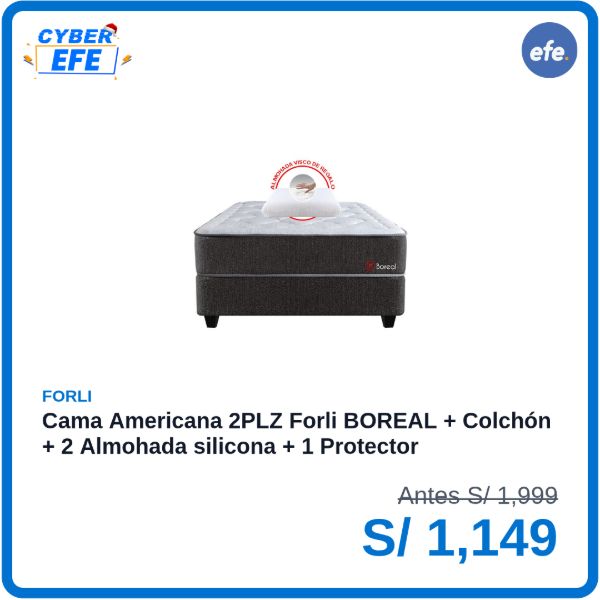 CYBER
EFE
efe.
ALMOHADA VISCO DE REGALO
Boreal
FORLI
Cama Americana 2PLZ Forli BOREAL + Colchón
+ 2 Almohada silicona + 1 Protector
Antes S/ 1,999
S/ 1,149